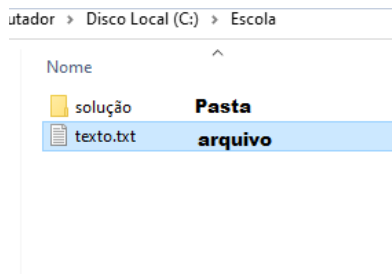 utador > Disco Local (C:) > Escola
Nome
solução Pasta
texto.txt arquivo